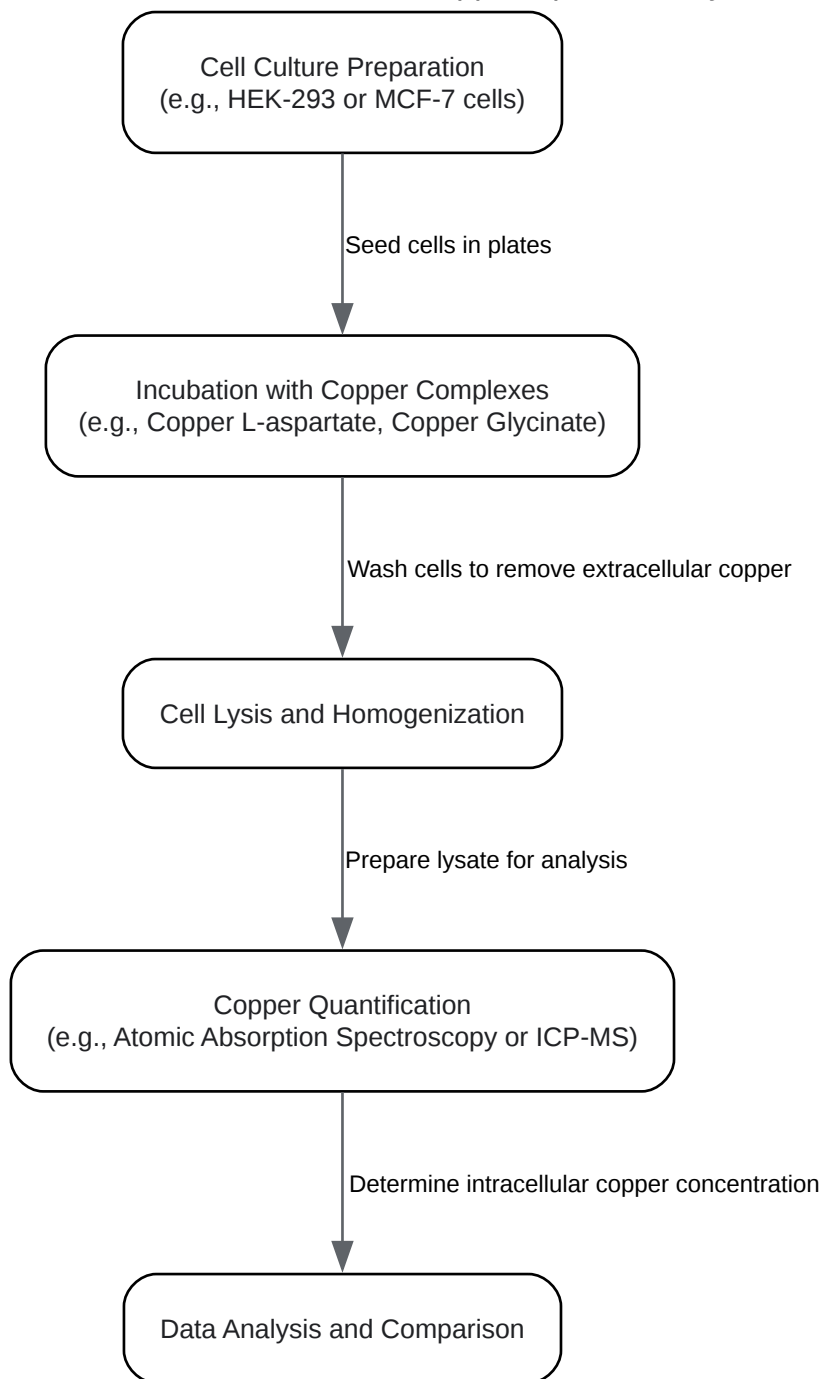 Cell Culture Preparation
(e.g., HEK-293 or MCF-7 cells)
Seed cells in plates
Incubation with Copper Complexes
(e.g., Copper L-aspartate, Copper Glycinate)
Wash cells to remove extracellular copper
Cell Lysis and Homogenization
Prepare lysate for analysis
Copper Quantification
(e.g., Atomic Absorption Spectroscopy or ICP-MS)
Determine intracellular copper concentration
Data Analysis and Comparison